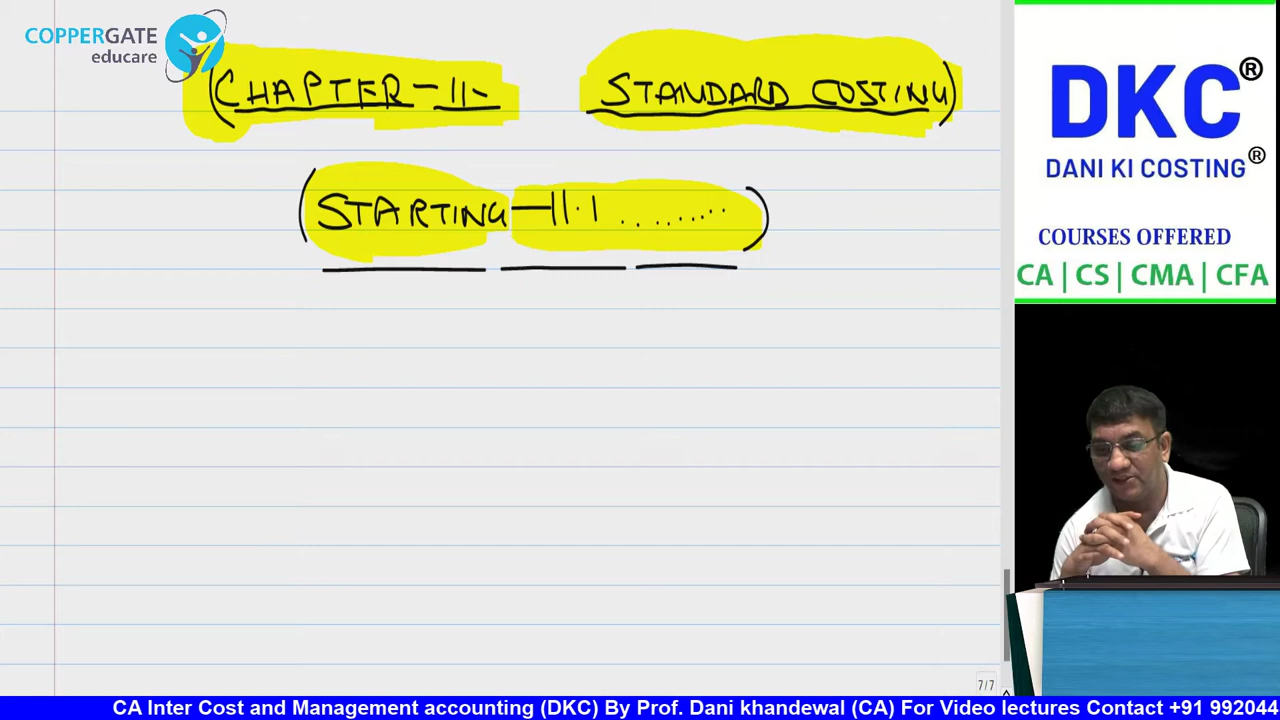 COPPERGATE
educare
(CHAPTER-11- STANDARD COSTING)
(STARTING-11.1 .........)
7/7
DKC®
DANI KI COSTING®
COURSES OFFERED
CA | CS | CMA | CFA
CA Inter Cost and Management accounting (DKC) By Prof. Dani khandewal (CA) For Video lectures Contact +91 992044